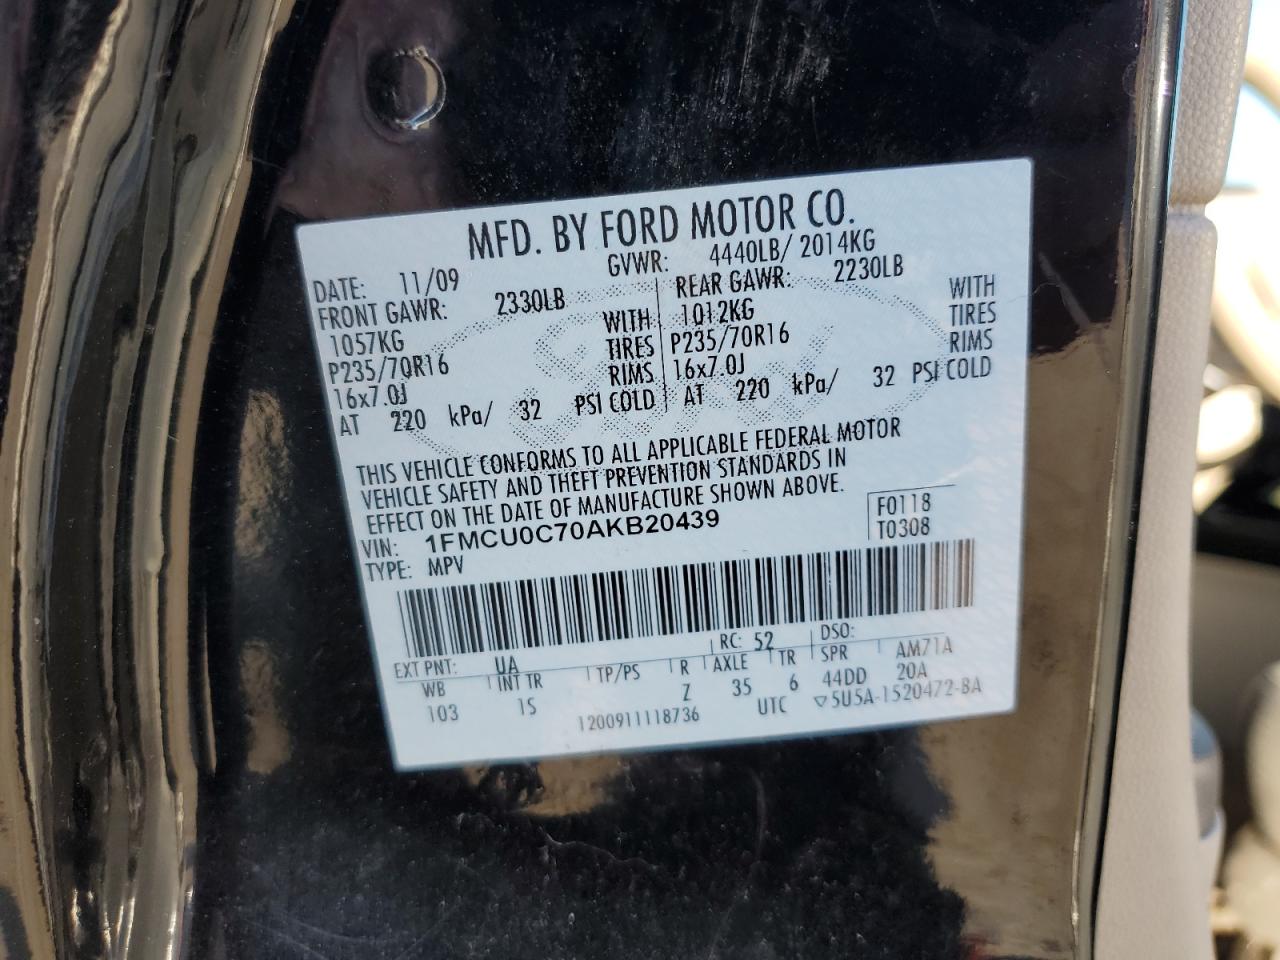 MFD. BY FORD MOTOR CO.
DATE: 11/09 GVWR: 4440LB/ 2014KG
FRONT GAWR: 2330LB REAR GAWR: 2230LB
1057KG WITH 1012KG WITH
P235/70R16 TIRES P235/70R16 TIRES
16x7.0J RIMS 16x7.0J RIMS
AT 220 kPa/ 32 PSI COLD AT 220 kPa/ 32 PSI COLD
THIS VEHICLE CONFORMS TO ALL APPLICABLE FEDERAL MOTOR
VEHICLE SAFETY AND THEFT PREVENTION STANDARDS IN
EFFECT ON THE DATE OF MANUFACTURE SHOWN ABOVE.
VIN: 1FMCU0C70AKB20439 F0118
TYPE: MPV T0308
EXT PNT: UA RC: 52 DSO:
WB INT TR TP/PS R AXLE TR SPR AM71A
103 1S Z 35 6 44DD 20A
1200911118736 UTC ▽5U5A-1520472-BA